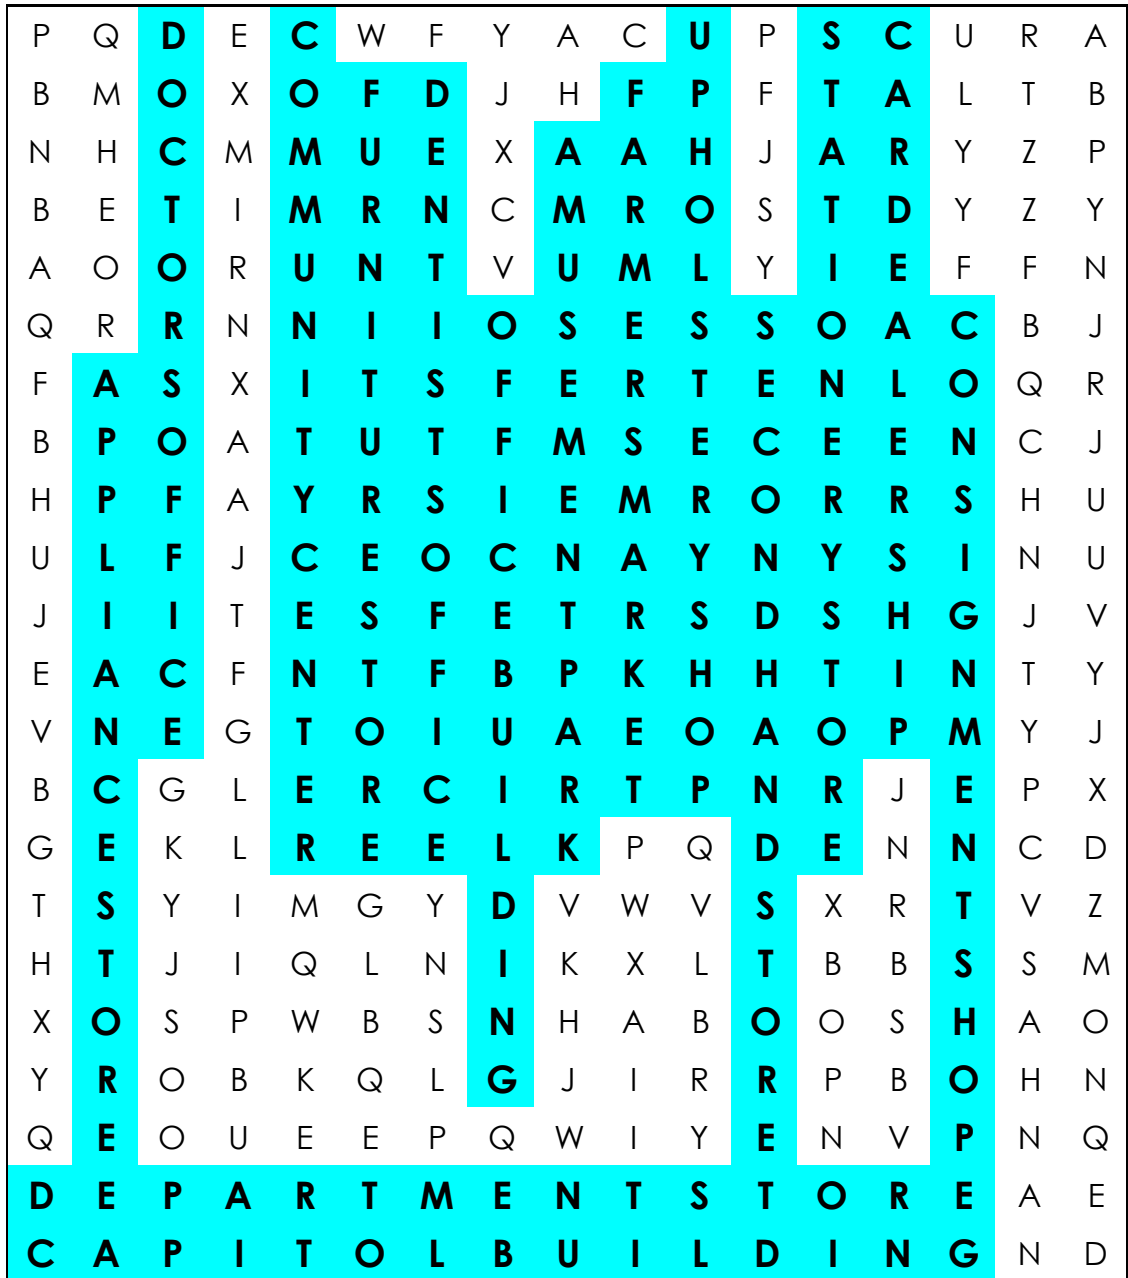 P Q D E C W F Y A C U P S C U R A
B M O X O F D J H F P F T A L T B
N H C M M U E X A A H J A R Y Z P
B E T I M R N C M R O S T D Y Z Y
A O O R U N T V U M L Y I E F F N
Q R R N N I I O S E S S O A C B J
F A S X I T S F E R T E N L O Q R
B P O A T U T F M S E C E E N C J
H P F A Y R S I E M R O R R S H U
U L F J C E O C N A Y N Y S I N U
J I I T E S F E T R S D S H G J V
E A C F N T F B P K H H T I N T Y
V N E G T O I U A E O A O P M Y J
B C G L E R C I R T P N R J E P X
G E K L R E E L K P Q D E N N C D
T S Y I M G Y D V W V S X R T V Z
H T J I Q L N I K X L T B B S S M
X O S P W B S N H A B O O S H A O
Y R O B K Q L G J I R R P B O H N
Q E O U E E P Q W I Y E N V P N Q
D E P A R T M E N T S T O R E A E
C A P I T O L B U I L D I N G N D